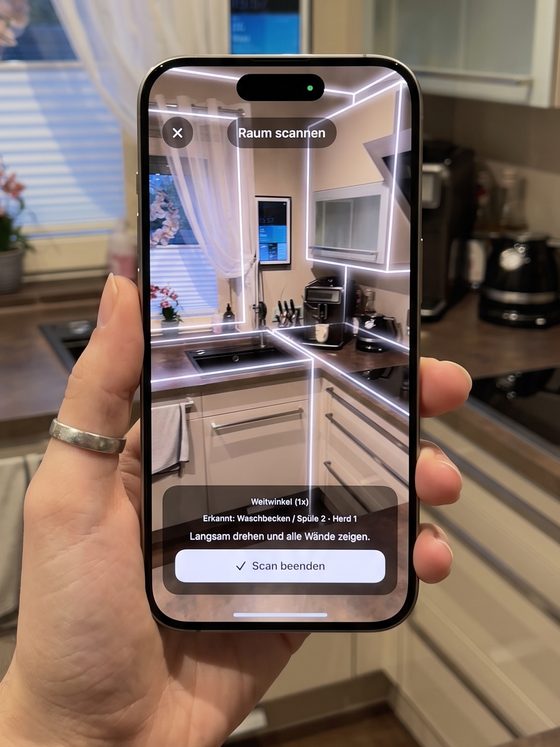 Raum scannen
Weitwinkel (1x)
Erkannt: Waschbecken / Spüle 2 · Herd 1
Langsam drehen und alle Wände zeigen.
Scan beenden